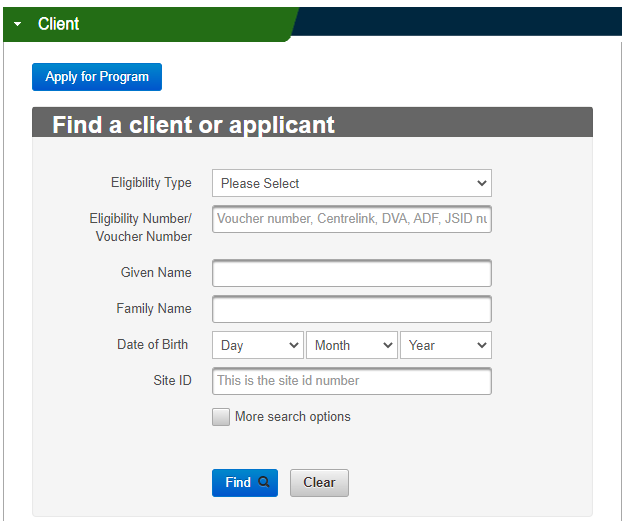 Client
Apply for Program
Find a client or applicant
Eligibility Type Please Select
Eligibility Number/ Voucher number, Centrelink, DVA, ADF, JSID nu
Voucher Number
Given Name
Family Name
Date of Birth Day Month Year
Site ID This is the site id number
More search options
Find Clear